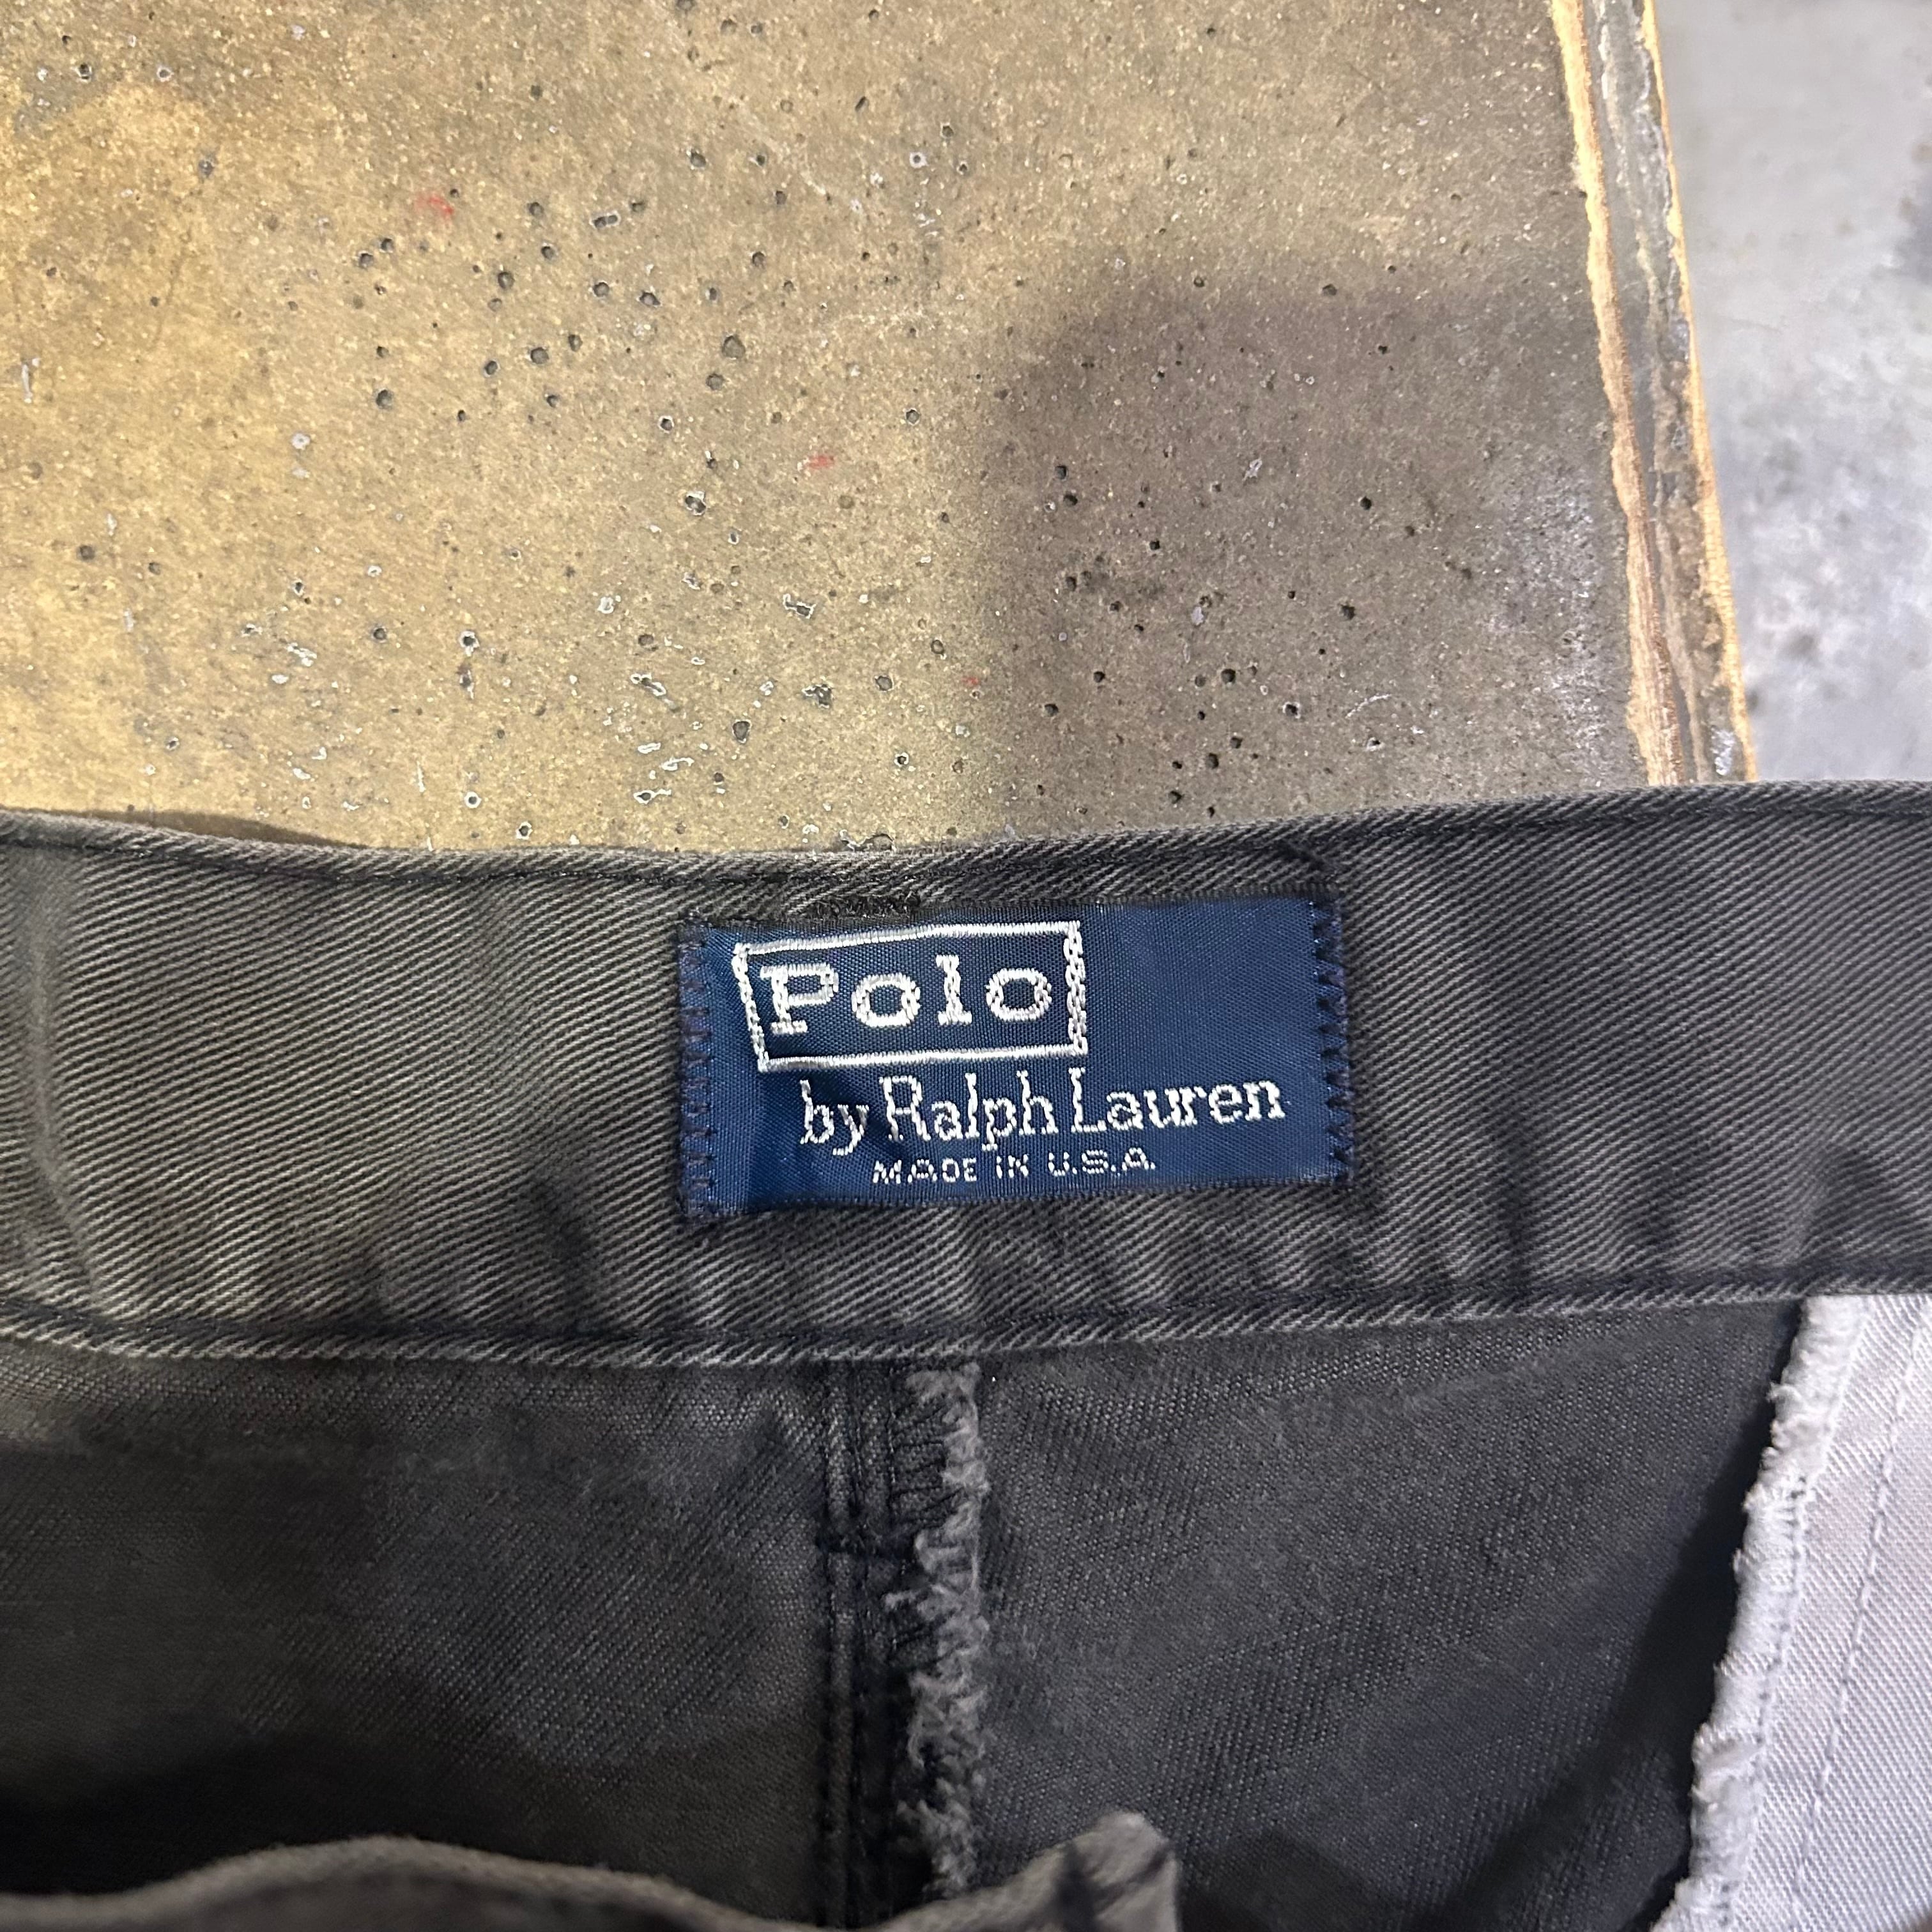 Polo
by Ralph Lauren
MADE IN U.S.A.